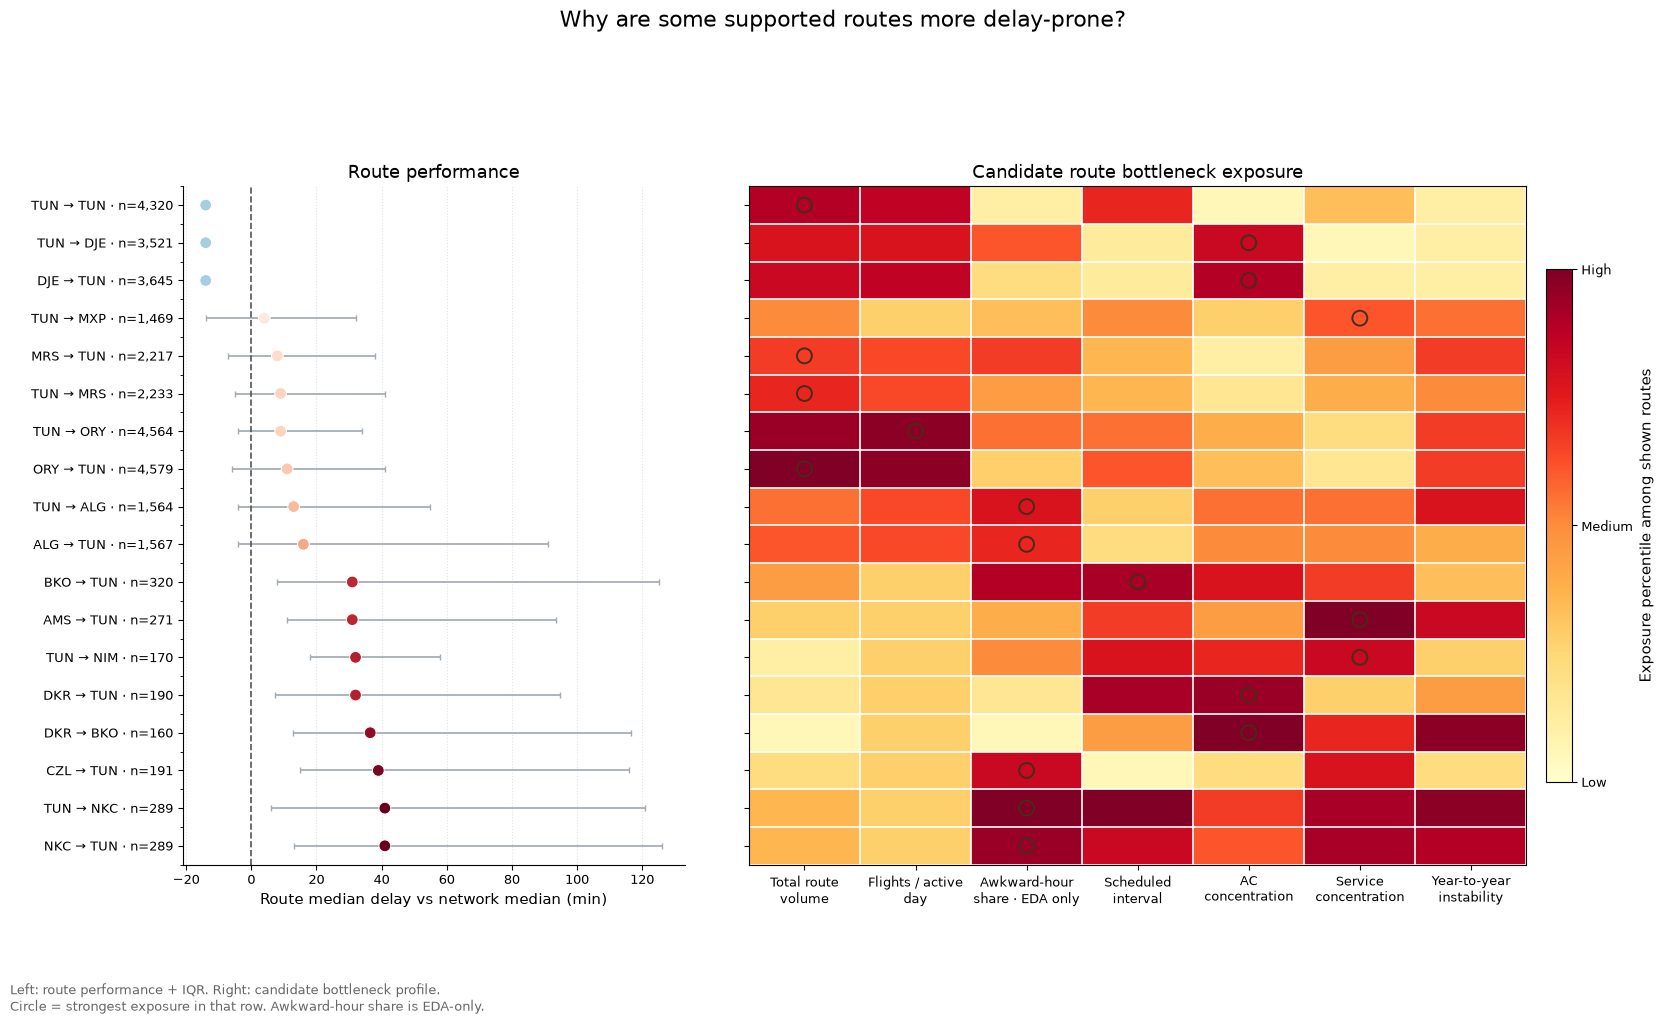 Why are some supported routes more delay-prone?
Route performance
TUN → TUN · n=4,320
TUN → DJE · n=3,521
DJE → TUN · n=3,645
TUN → MXP · n=1,469
MRS → TUN · n=2,217
TUN → MRS · n=2,233
TUN → ORY · n=4,564
ORY → TUN · n=4,579
TUN → ALG · n=1,564
ALG → TUN · n=1,567
BKO → TUN · n=320
AMS → TUN · n=271
TUN → NIM · n=170
DKR → TUN · n=190
DKR → BKO · n=160
CZL → TUN · n=191
TUN → NKC · n=289
NKC → TUN · n=289
−20 0 20 40 60 80 100 120
Route median delay vs network median (min)
Candidate route bottleneck exposure
Total route
volume
Flights / active
day
Awkward-hour
share · EDA only
Scheduled
interval
AC
concentration
Service
concentration
Year-to-year
instability
High
Medium
Low
Exposure percentile among shown routes
Left: route performance + IQR. Right: candidate bottleneck profile.
Circle = strongest exposure in that row. Awkward-hour share is EDA-only.